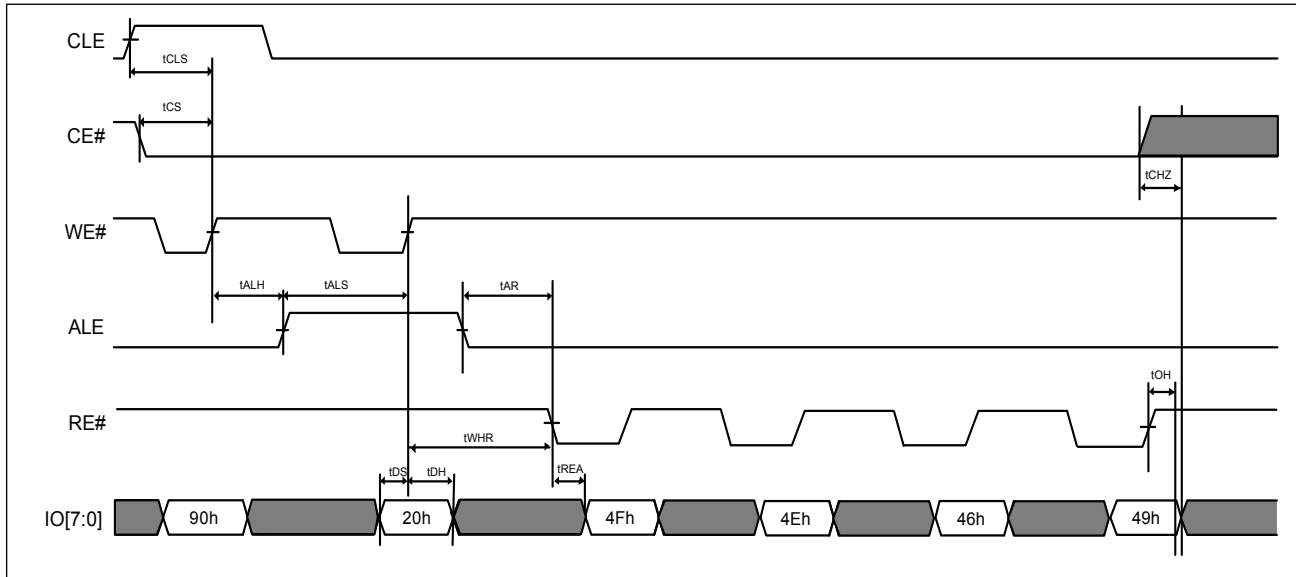 CLE
tCLS
tCS
CE#
tCHZ
WE#
tALH
tALS
tAR
ALE
tOH
RE#
tWHR
tDS
tDH
tREA
IO[7:0]
90h
20h
4Fh
4Eh
46h
49h